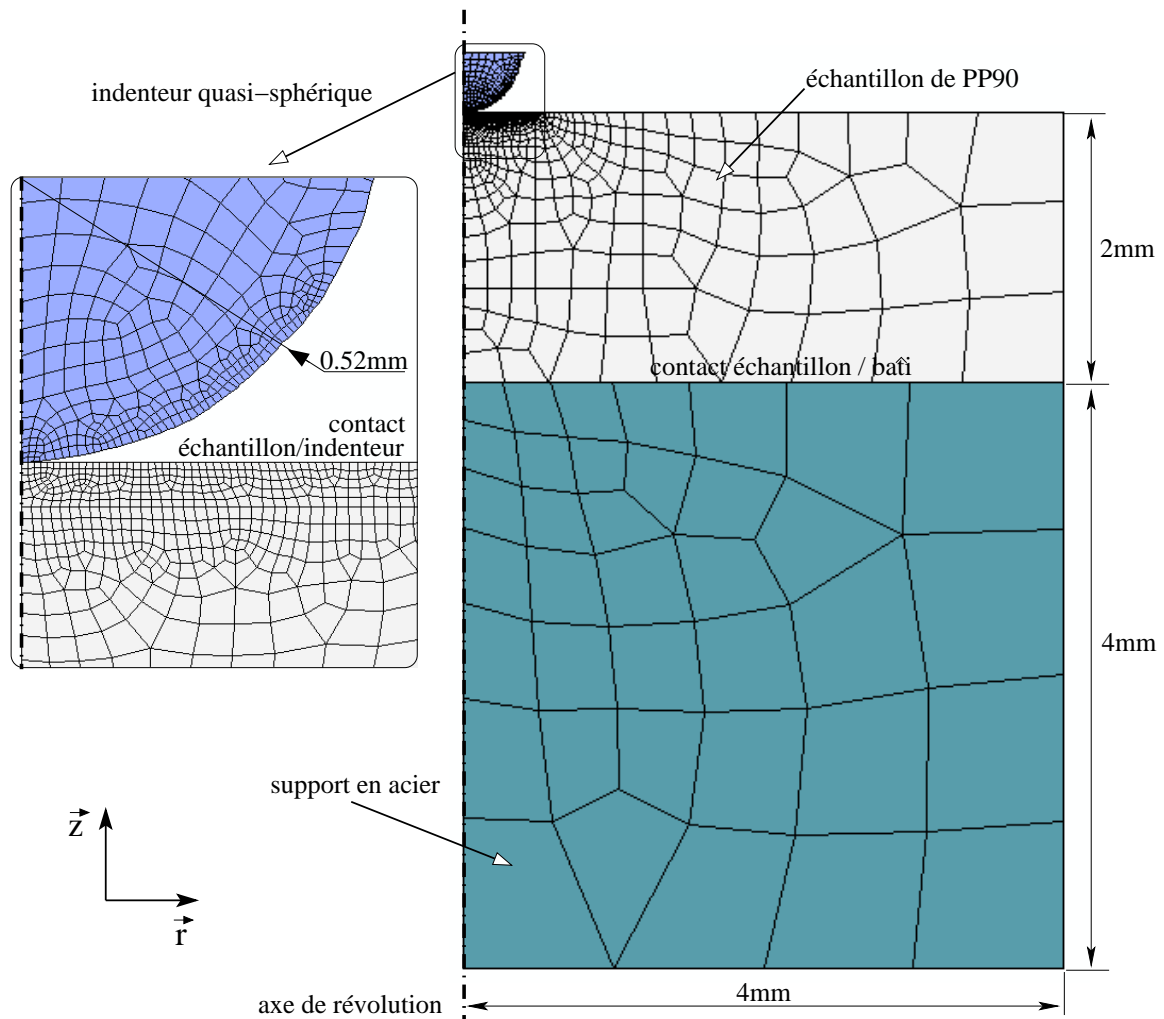 indenteur quasi−sphérique
échantillon de PP90
2mm
0.52mm
contact échantillon / bâti
contact
échantillon/indenteur
4mm
support en acier
z
r
4mm
axe de révolution